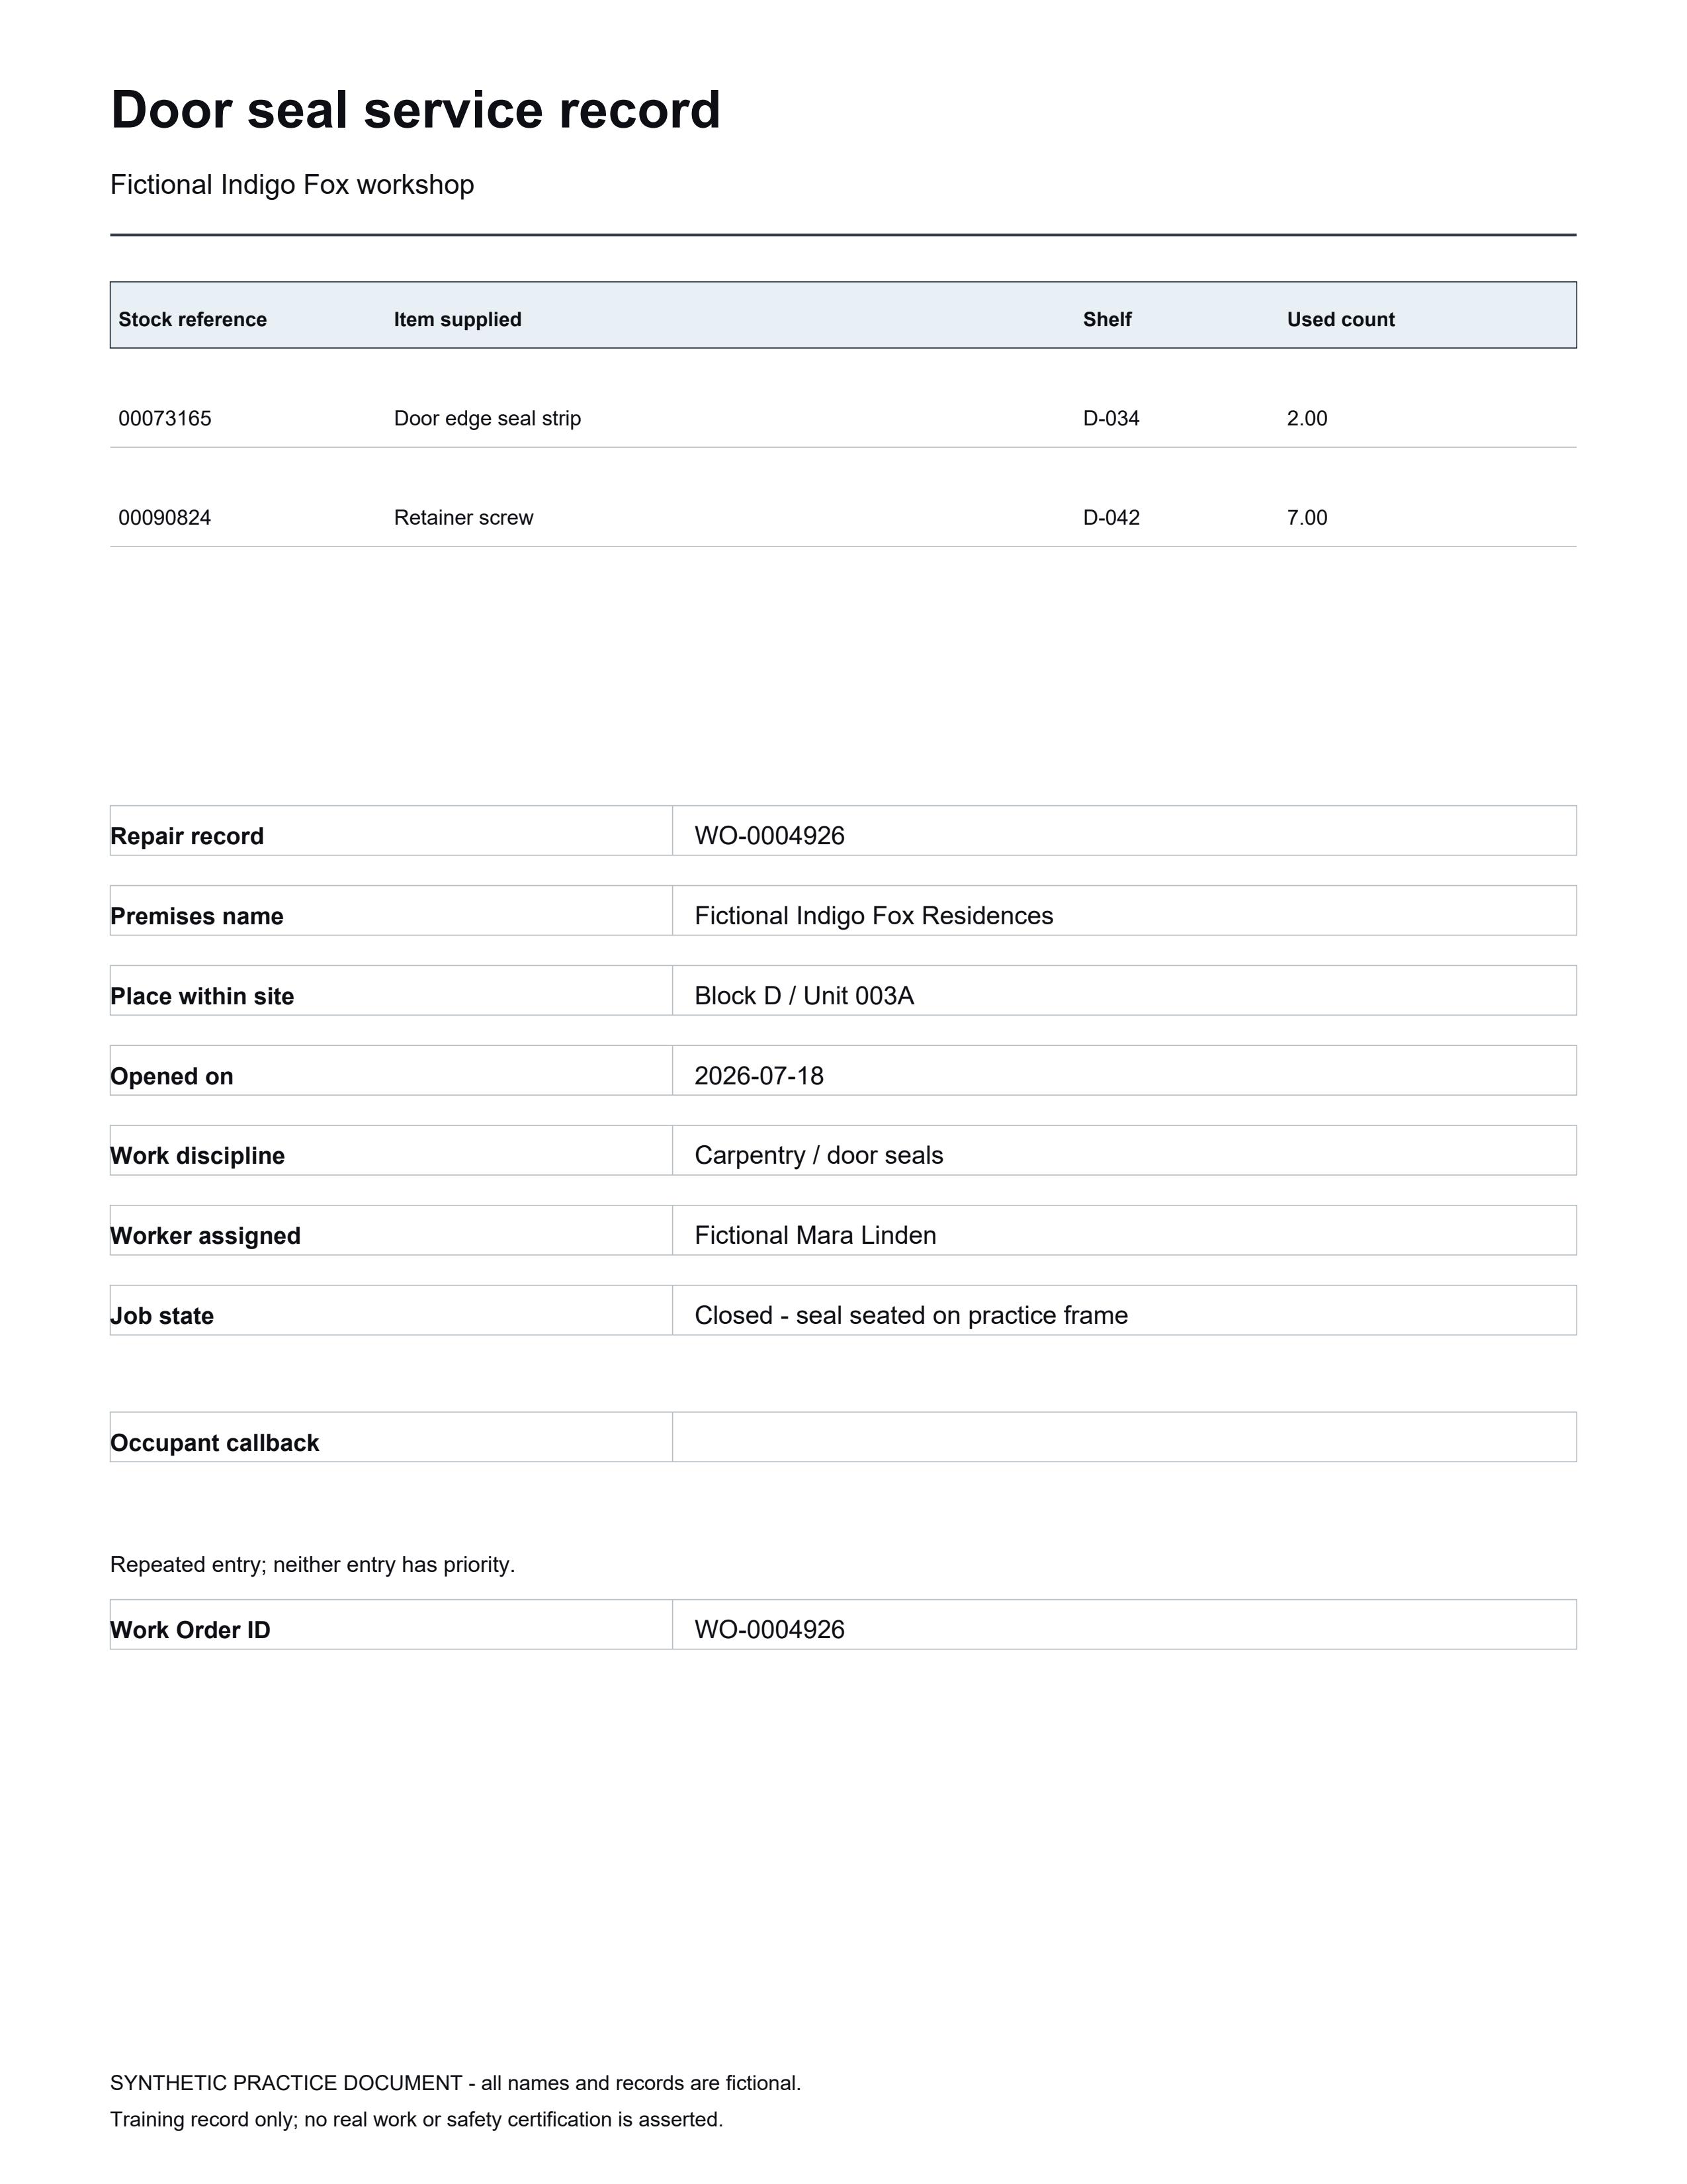 Door seal service record
Fictional Indigo Fox workshop
Stock reference Item supplied Shelf Used count
00073165 Door edge seal strip D-034 2.00
00090824 Retainer screw D-042 7.00
Repair record WO-0004926
Premises name Fictional Indigo Fox Residences
Place within site Block D / Unit 003A
Opened on 2026-07-18
Work discipline Carpentry / door seals
Worker assigned Fictional Mara Linden
Job state Closed - seal seated on practice frame
Occupant callback
Repeated entry; neither entry has priority.
Work Order ID WO-0004926
SYNTHETIC PRACTICE DOCUMENT - all names and records are fictional.
Training record only; no real work or safety certification is asserted.